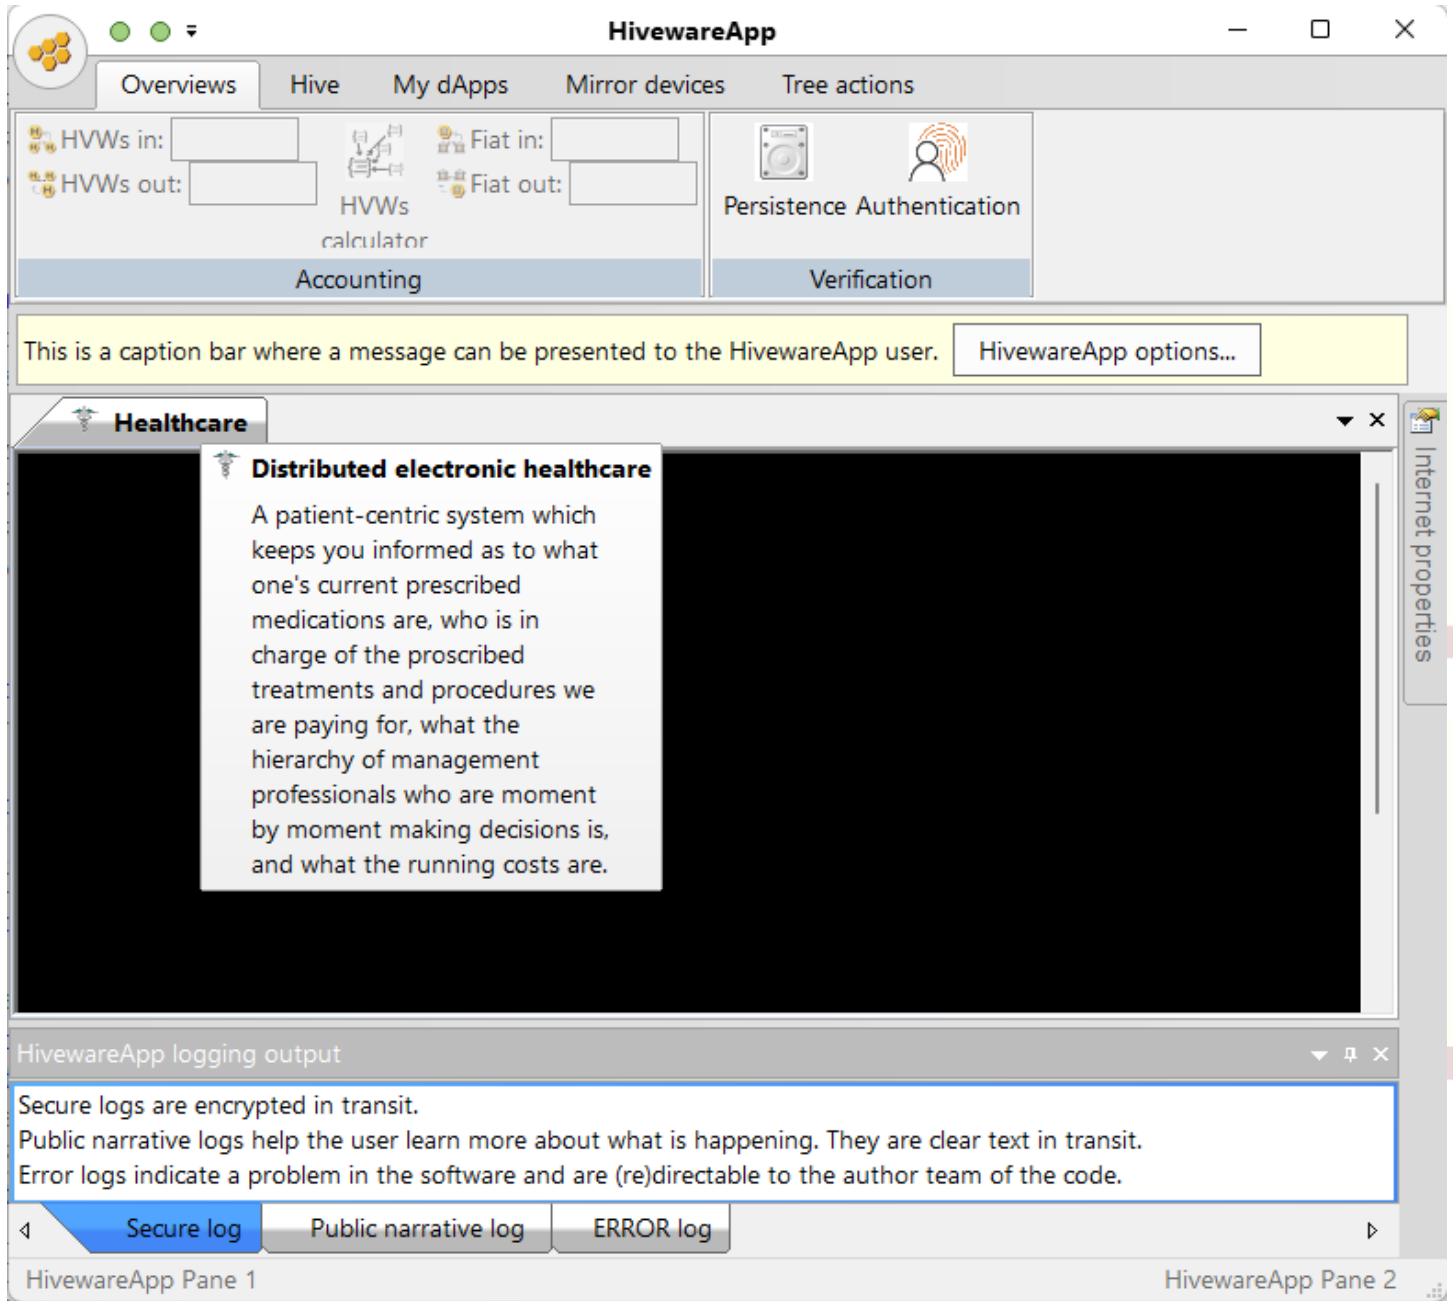 HivewareApp
Overviews Hive My dApps Mirror devices Tree actions
HVWs in: Fiat in:
HVWs out: Fiat out:
HVWs
calculator
Persistence Authentication
Accounting Verification
This is a caption bar where a message can be presented to the HivewareApp user. HivewareApp options...
Healthcare
Distributed electronic healthcare
A patient-centric system which
keeps you informed as to what
one's current prescribed
medications are, who is in
charge of the proscribed
treatments and procedures we
are paying for, what the
hierarchy of management
professionals who are moment
by moment making decisions is,
and what the running costs are.
Internet properties
HivewareApp logging output
Secure logs are encrypted in transit.
Public narrative logs help the user learn more about what is happening. They are clear text in transit.
Error logs indicate a problem in the software and are (re)directable to the author team of the code.
Secure log Public narrative log ERROR log
HivewareApp Pane 1 HivewareApp Pane 2